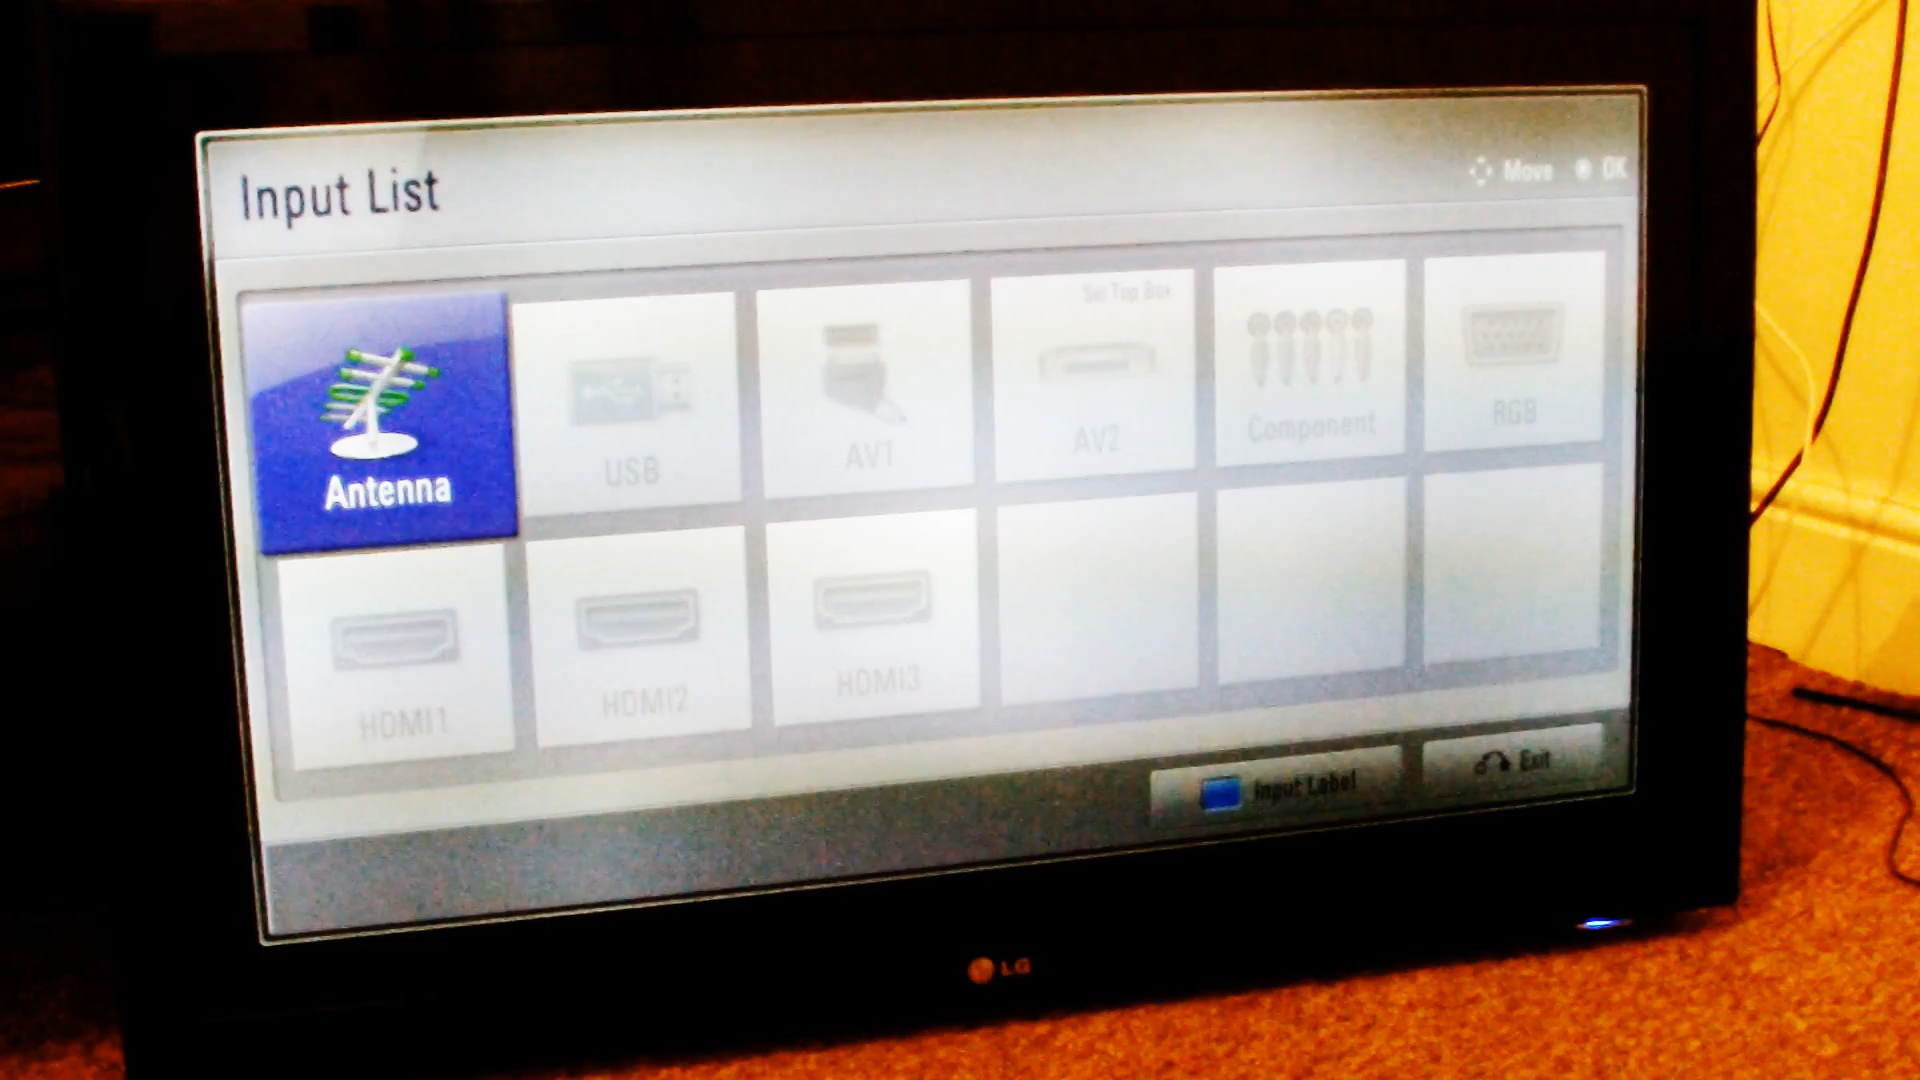 Input List
Move OK
Antenna
USB
AV1
Set Top Box
AV2
Component
RGB
HDMI1
HDMI2
HDMI3
Input Label
Exit
LG